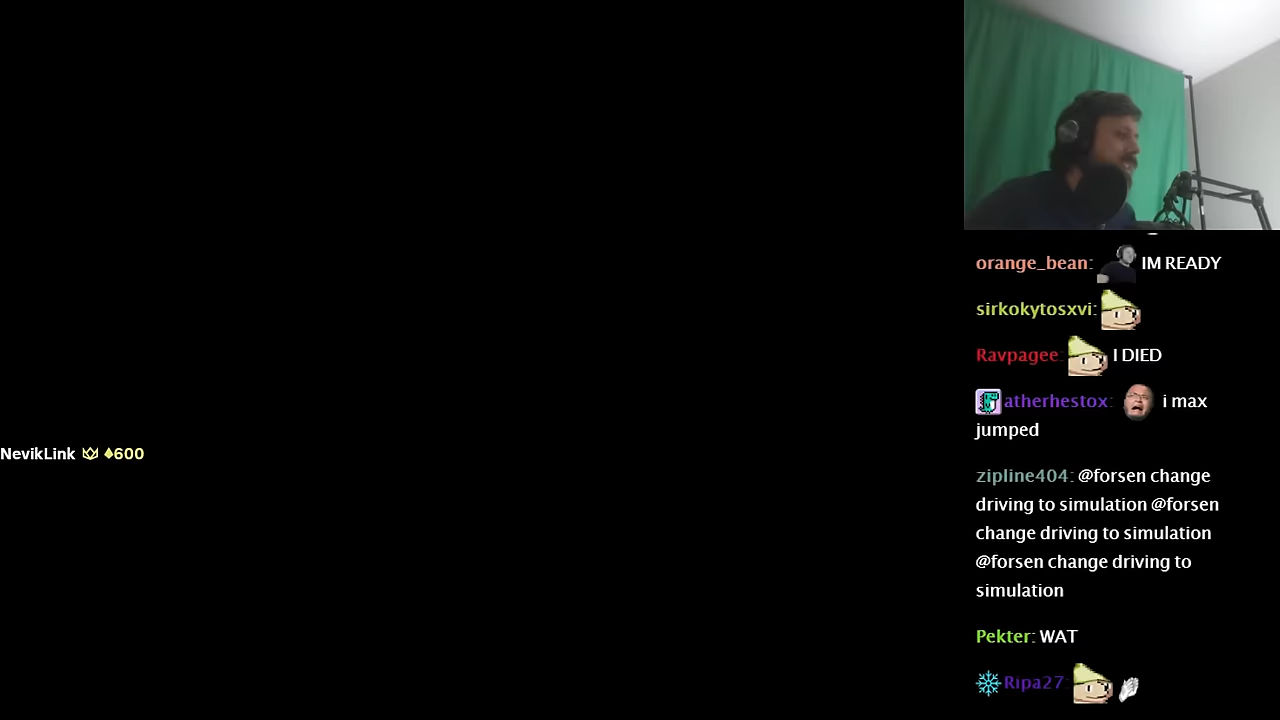 orange_bean: IM READY
sirkokytosxvi:
Ravpagee: I DIED
atherhestox: i max
jumped
NevikLink 600
zipline404: @forsen change
driving to simulation @forsen
change driving to simulation
@forsen change driving to
simulation
Pekter: WAT
Ripa27: